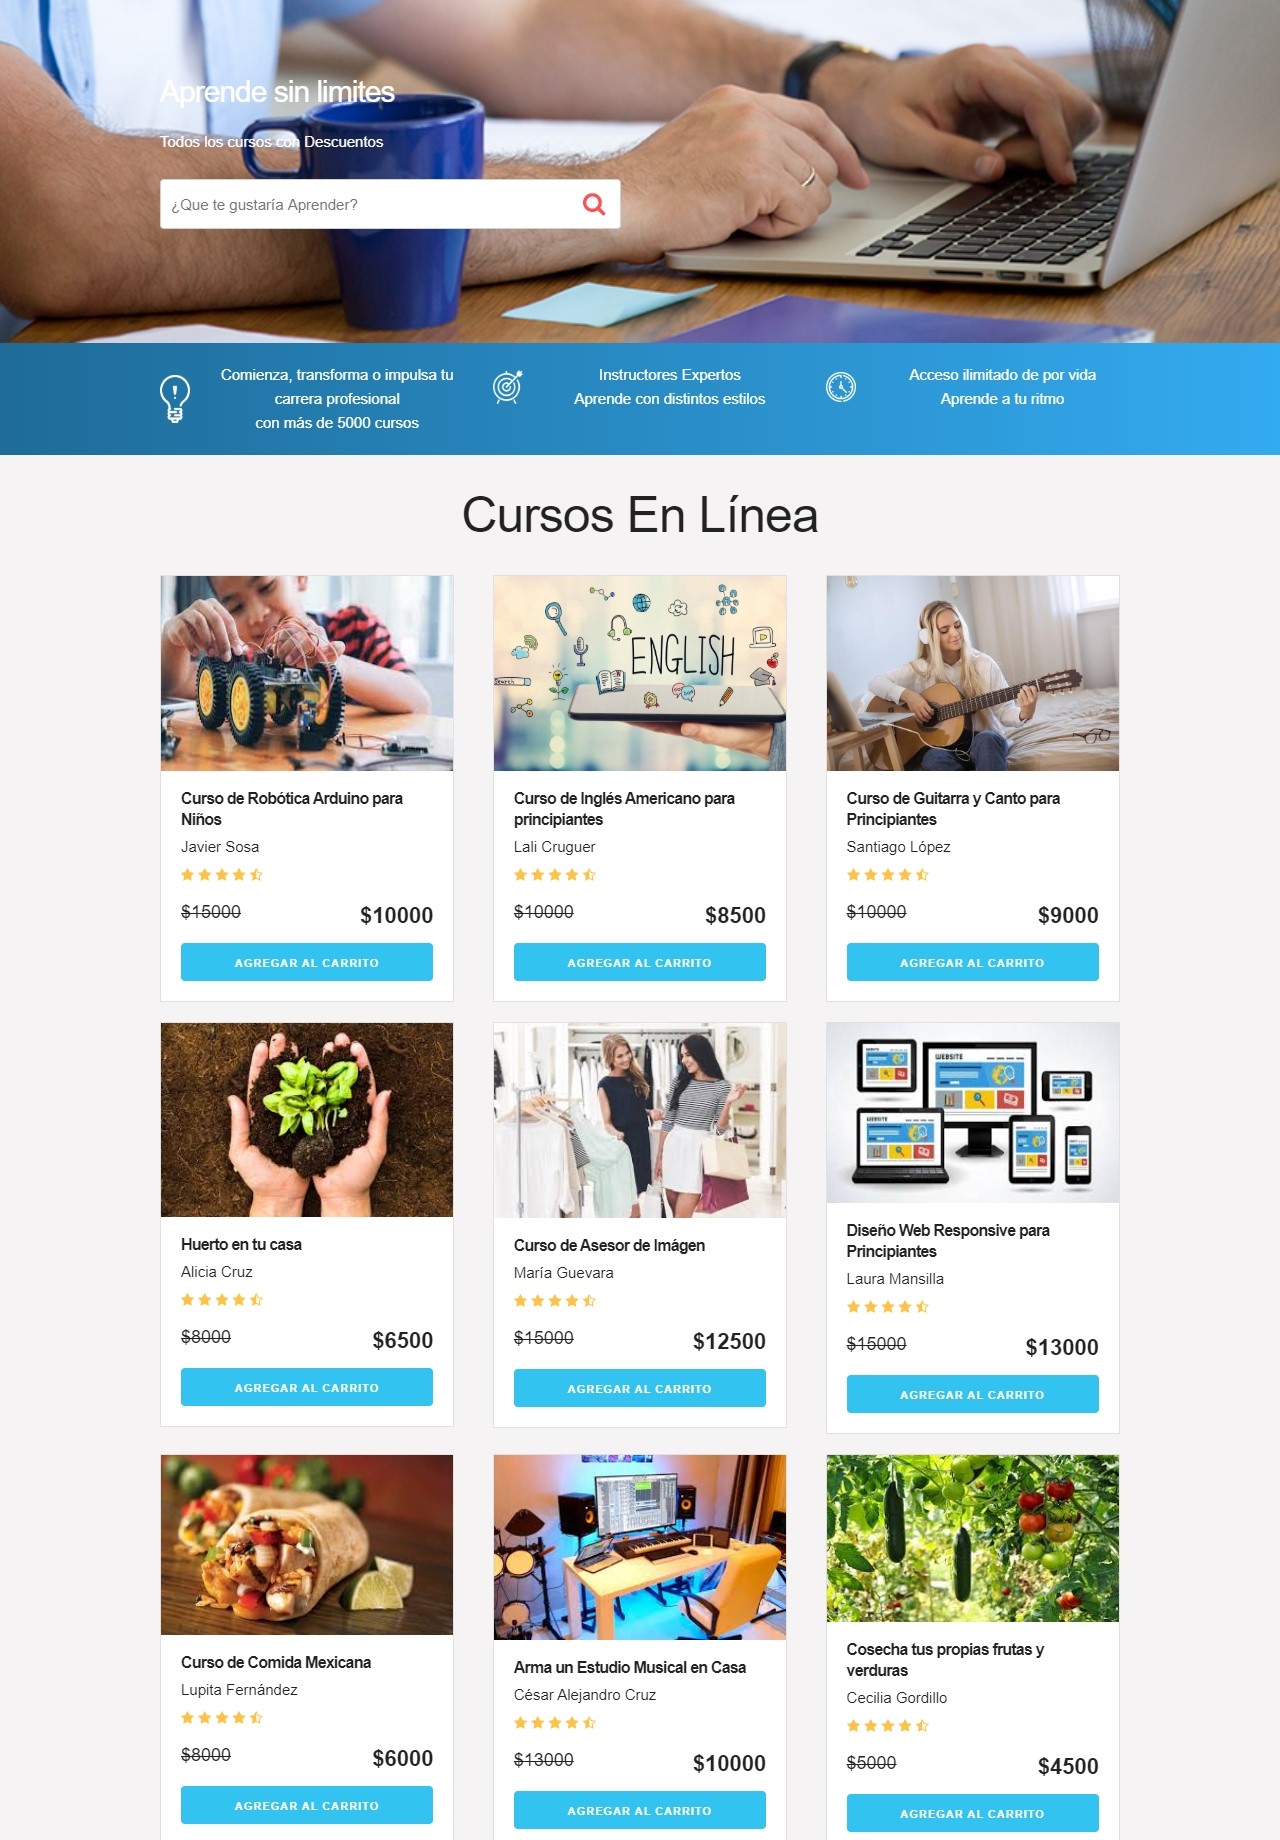 Aprende sin limites
Todos los cursos con Descuentos
¿Que te gustaría Aprender?
Comienza, transforma o impulsa tu
carrera profesional
con más de 5000 cursos
Instructores Expertos
Aprende con distintos estilos
Acceso ilimitado de por vida
Aprende a tu ritmo
Cursos En Línea
ENGLISH
Search
Curso de Robótica Arduino para
Niños
Javier Sosa
$15000 $10000
AGREGAR AL CARRITO
Curso de Inglés Americano para
principiantes
Lali Cruguer
$10000 $8500
AGREGAR AL CARRITO
Curso de Guitarra y Canto para
Principiantes
Santiago López
$10000 $9000
AGREGAR AL CARRITO
Huerto en tu casa
Alicia Cruz
$8000 $6500
AGREGAR AL CARRITO
Curso de Asesor de Imágen
María Guevara
$15000 $12500
AGREGAR AL CARRITO
WEBSITE
WEBSITE
WEBSITE
Diseño Web Responsive para
Principiantes
Laura Mansilla
$15000 $13000
AGREGAR AL CARRITO
Curso de Comida Mexicana
Lupita Fernández
$8000 $6000
AGREGAR AL CARRITO
Arma un Estudio Musical en Casa
César Alejandro Cruz
$13000 $10000
AGREGAR AL CARRITO
Cosecha tus propias frutas y
verduras
Cecilia Gordillo
$5000 $4500
AGREGAR AL CARRITO